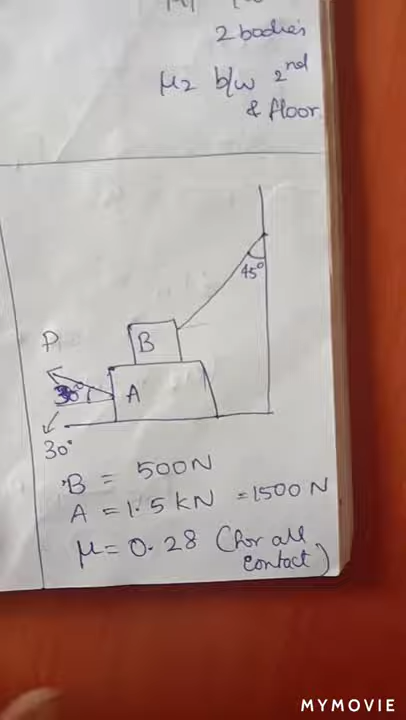 2 bodies
μ2 b/w 2nd
& floor
45°
P
B
30°
A
30°
B = 500N
A = 1.5 kN = 1500 N
μ = 0.28 (for all
contact)
MYMOVIE